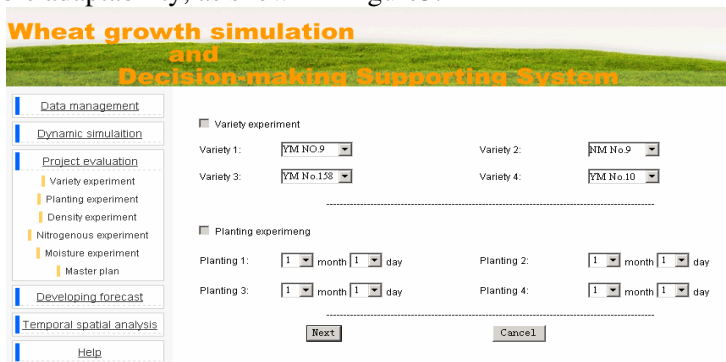 adaptability, as
Wheat growth simulation
and
Decision-making Supporting System
Data management
Dynamic simulaition
Project evaluation
Variety experiment
Planting experiment
Density experiment
Nitrogenous experiment
Moisture experiment
Master plan
Developing forecast
Temporal spatial analysis
Help
Variety experiment
Variety 1: YM NO.9 Variety 2: NM No.9
Variety 3: YM No.158 Variety 4: YM No.10
Planting experimeng
Planting 1: 1 month 1 day Planting 2: 1 month 1 day
Planting 3: 1 month 1 day Planting 4: 1 month 1 day
Next Cancel